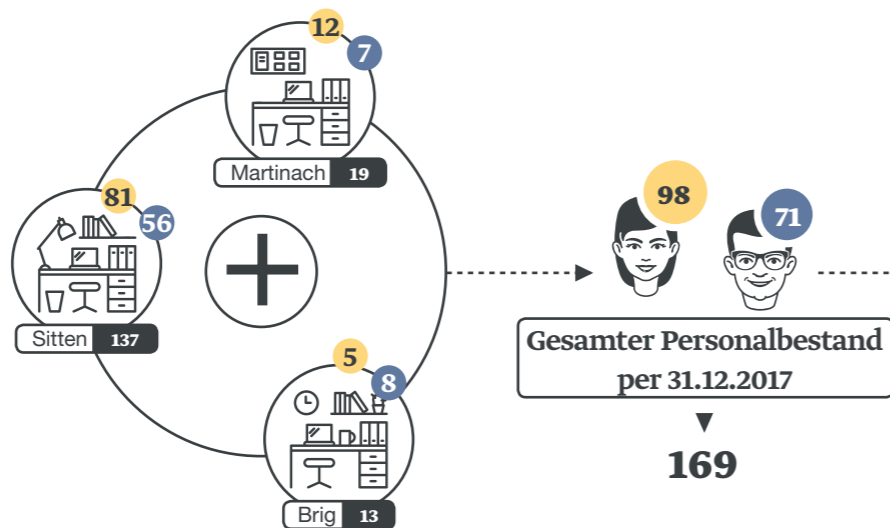 12
7
Martinach 19
81
56
Sitten 137
5
8
Brig 13
98
71
Gesamter Personalbestand
per 31.12.2017
169